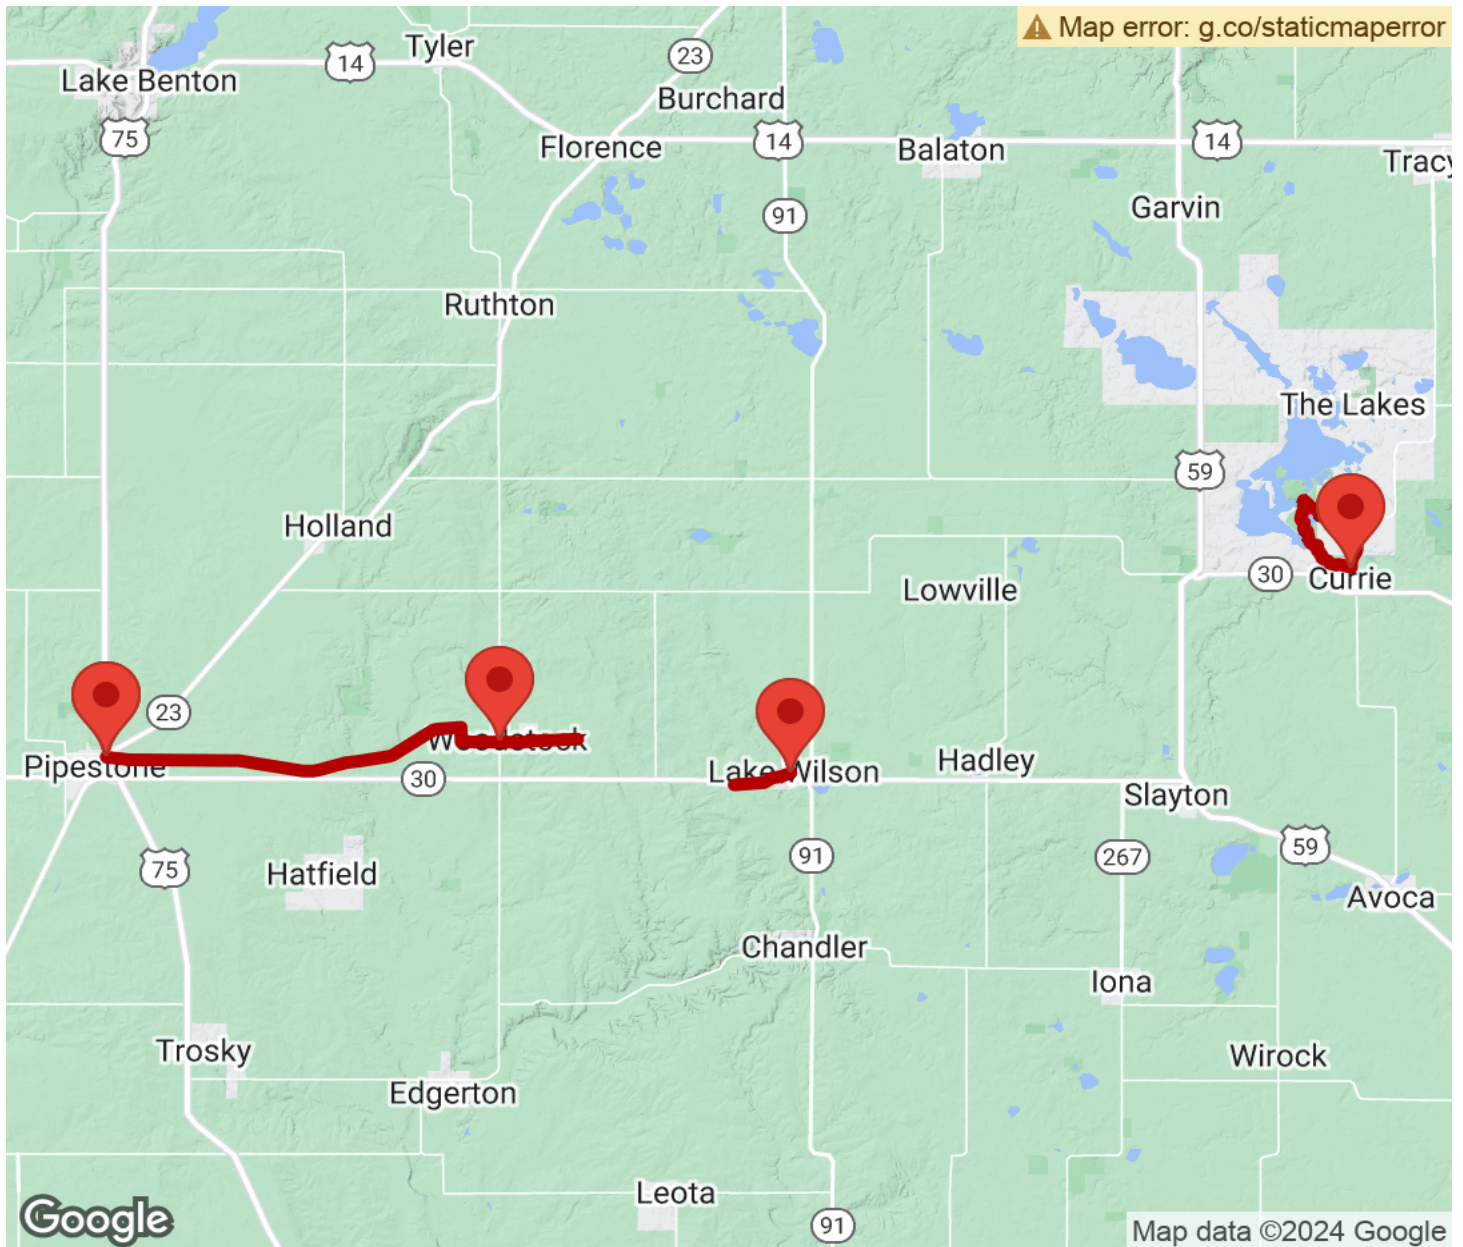 Map error: g.co/staticmaperror
Tyler
23
14
Lake Benton
Burchard
75
Florence
14
Balaton
14
Tracy
Garvin
91
Ruthton
The Lakes
59
Holland
30
Currie
Lowville
23
Woodstock
Pipestone
30
Lake Wilson
Hadley
Slayton
59
91
267
75
Hatfield
Avoca
Chandler
Iona
Trosky
Wirock
Edgerton
Leota
91
Google
Map data ©2024 Google